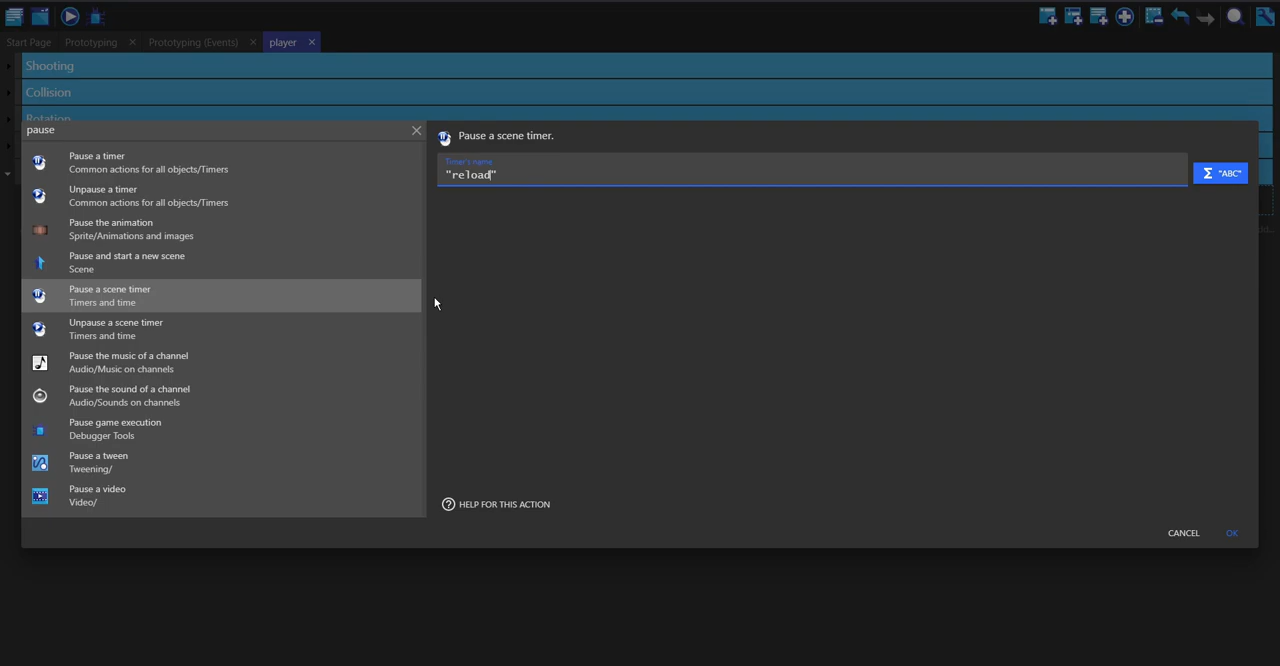 Start Page Prototyping Prototyping (Events) player
Shooting
Collision
Rotation
pause
Pause a timer
Common actions for all objects/Timers
Unpause a timer
Common actions for all objects/Timers
Pause the animation
Sprite/Animations and images
Pause and start a new scene
Scene
Pause a scene timer
Timers and time
Unpause a scene timer
Timers and time
Pause the music of a channel
Audio/Music on channels
Pause the sound of a channel
Audio/Sounds on channels
Pause game execution
Debugger Tools
Pause a tween
Tweening/
Pause a video
Video/
Pause a scene timer.
Timer's name
"reload"
Σ "ABC"
HELP FOR THIS ACTION
CANCEL OK